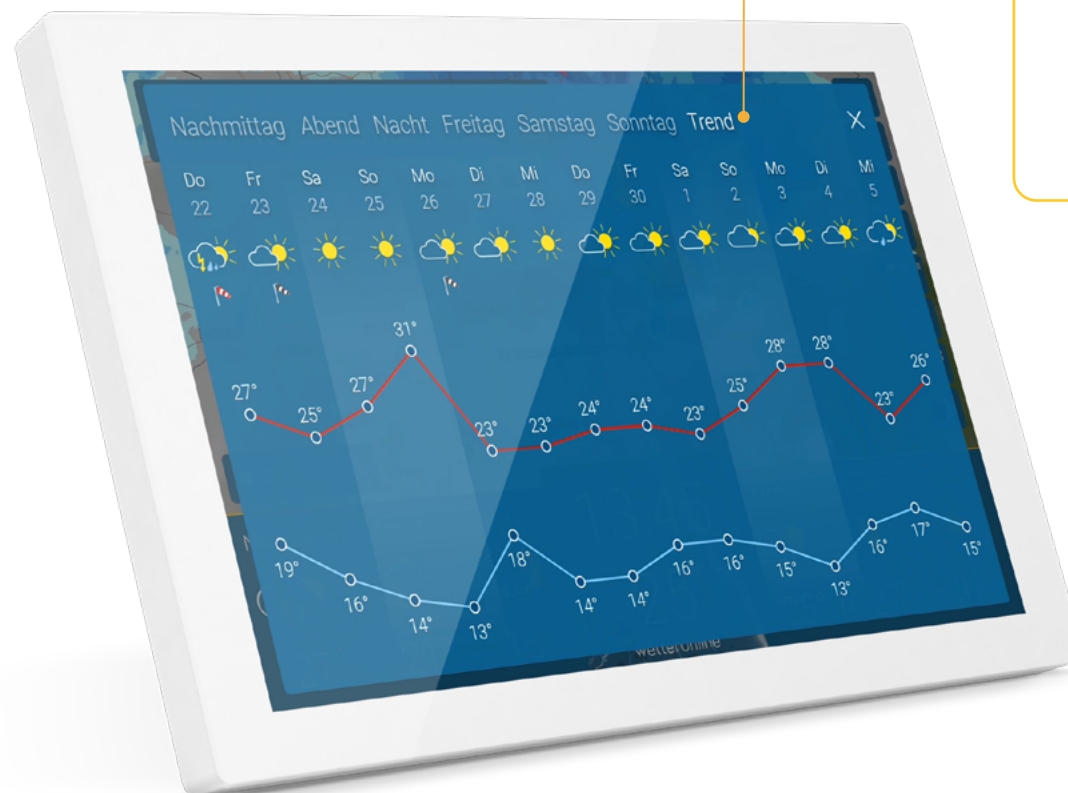 Nachmittag Abend Nacht Freitag Samstag Sonntag Trend X
Do Fr Sa So Mo Di Mi Do Fr Sa So Mo Di Mi
22 23 24 25 26 27 28 29 30 1 2 3 4 5
27° 25° 27° 31° 23° 23° 24° 24° 23° 25° 28° 28° 23° 26°
19° 16° 14° 13° 18° 14° 14° 16° 16° 15° 13° 16° 17° 15°
wetteronline